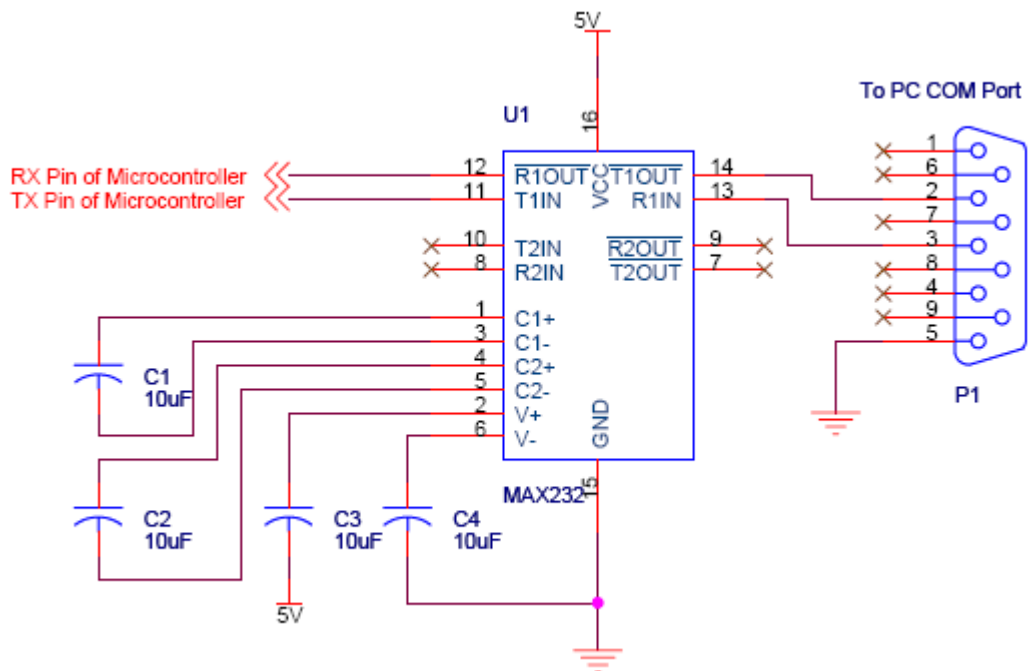 5V
To PC COM Port
U1
16
1
6
2
7
3
8
4
9
5
P1
RX Pin of Microcontroller
TX Pin of Microcontroller
12
11
10
8
1
3
4
5
2
6
R1OUT VCC T1OUT
T1IN R1IN
T2IN R2OUT
R2IN T2OUT
C1+
C1-
C2+
C2-
V+
V- GND
14
13
9
7
MAX232
15
C1
10uF
C2
10uF
C3
10uF
C4
10uF
5V